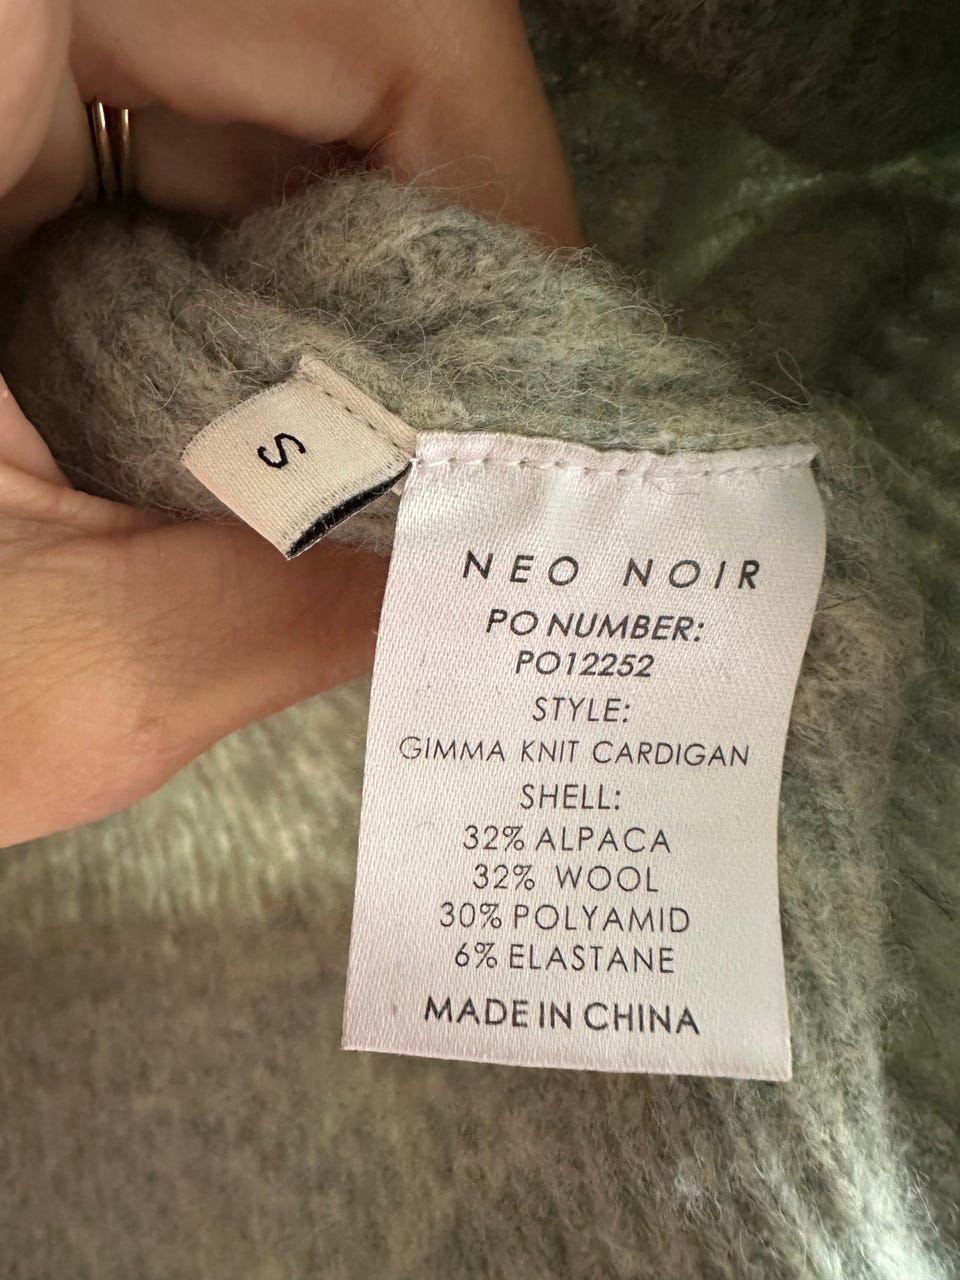 S
NEO NOIR
PO NUMBER:
PO12252
STYLE:
GIMMA KNIT CARDIGAN
SHELL:
32% ALPACA
32% WOOL
30% POLYAMID
6% ELASTANE
MADE IN CHINA